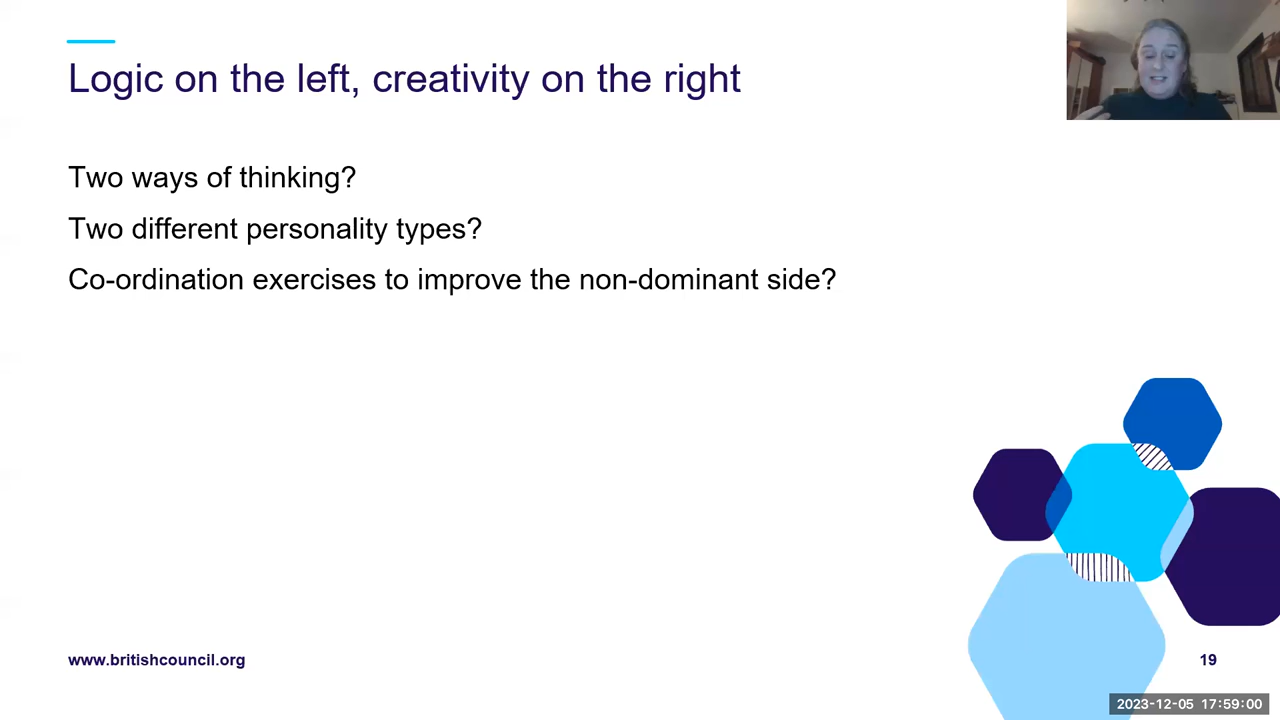 Logic on the left, creativity on the right
Two ways of thinking?
Two different personality types?
Co-ordination exercises to improve the non-dominant side?
www.britishcouncil.org
19
2023-12-05 17:59:00